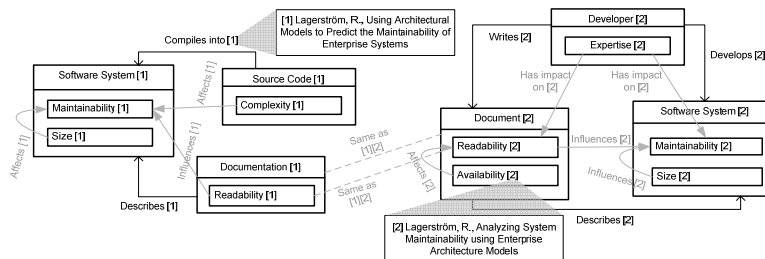 [1] Lagerström, R., Using Architectural
Models to Predict the Maintainability of
Enterprise Systems
Compiles into [1]
Software System [1]
Maintainability [1]
Size [1]
Affects [1]
Source Code [1]
Complexity [1]
Affects [1]
Influences [1]
Documentation [1]
Readability [1]
Describes [1]
Same as
[1][2]
Same as
[1][2]
Developer [2]
Expertise [2]
Writes [2]
Develops [2]
Has impact
on [2]
Has impact
on [2]
Document [2]
Readability [2]
Availability [2]
Affects [2]
Influences [2]
Software System [2]
Maintainability [2]
Size [2]
Influences [2]
Describes [2]
[2] Lagerström, R., Analyzing System
Maintainability using Enterprise
Architecture Models